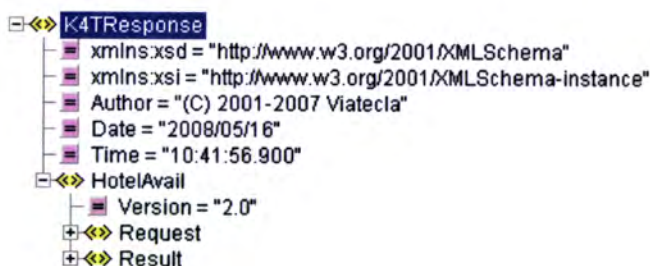 K4TResponse
xmlns:xsd = "http://www.w3.org/2001/XMLSchema"
xmlns:xsi = "http://www.w3.org/2001/XMLSchema-instance"
Author = "(C) 2001-2007 Viatecla"
Date = "2008/05/16"
Time = "10:41:56.900"
HotelAvail
Version = "2.0"
Request
Result